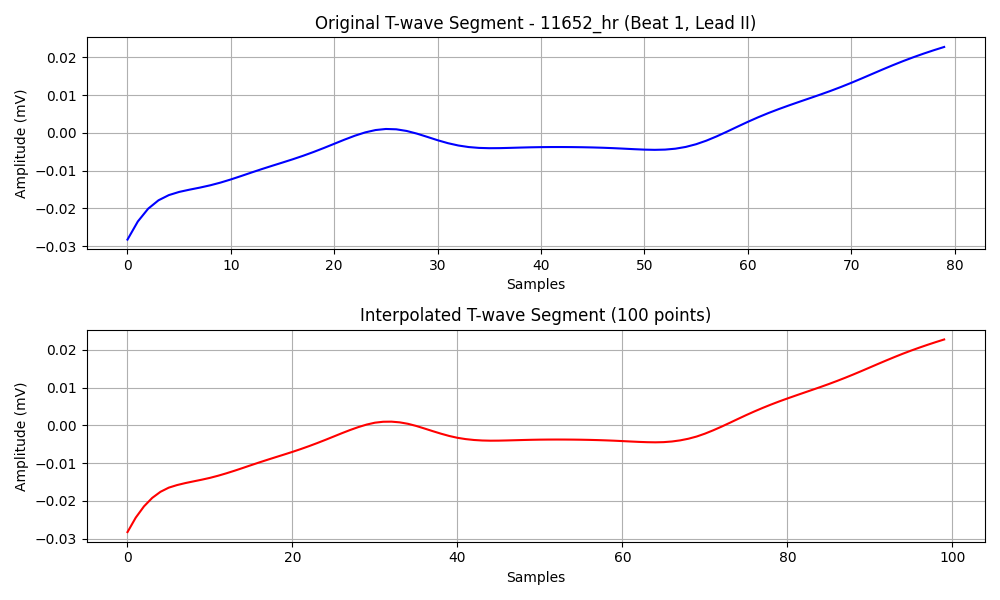 Original T-wave Segment - 11652_hr (Beat 1, Lead II)
Amplitude (mV)
0.02
0.01
0.00
−0.01
−0.02
−0.03
0 10 20 30 40 50 60 70 80
Samples
Interpolated T-wave Segment (100 points)
Amplitude (mV)
0.02
0.01
0.00
−0.01
−0.02
−0.03
0 20 40 60 80 100
Samples